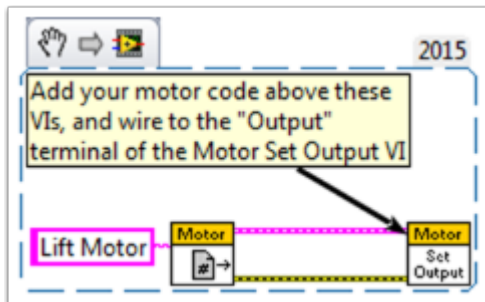 2015
Add your motor code above these
VIs, and wire to the "Output"
terminal of the Motor Set Output VI
Lift Motor
Motor
#
Motor
Set
Output